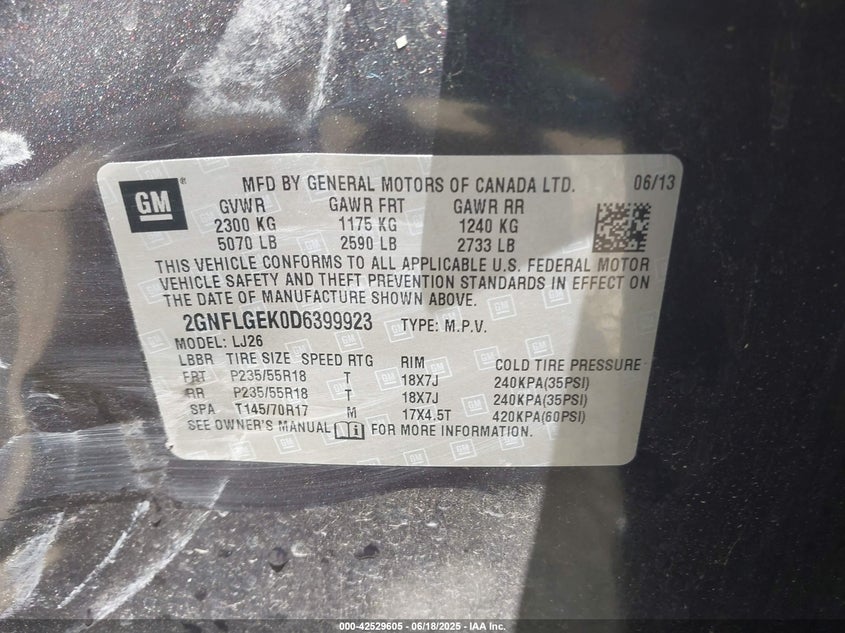 GM ®
MFD BY GENERAL MOTORS OF CANADA LTD. 06/13
GVWR GAWR FRT GAWR RR
2300 KG 1175 KG 1240 KG
5070 LB 2590 LB 2733 LB
THIS VEHICLE CONFORMS TO ALL APPLICABLE U.S. FEDERAL MOTOR
VEHICLE SAFETY AND THEFT PREVENTION STANDARDS IN EFFECT ON
THE DATE OF MANUFACTURE SHOWN ABOVE.
2GNFLGEK0D6399923 TYPE: M.P.V.
MODEL: LJ26
LBBR TIRE SIZE SPEED RTG RIM COLD TIRE PRESSURE
FRT P235/55R18 T 18X7J 240KPA(35PSI)
RR P235/55R18 T 18X7J 240KPA(35PSI)
SPA T145/70R17 M 17X4.5T 420KPA(60PSI)
SEE OWNER'S MANUAL FOR MORE INFORMATION.
000-42529605 - 06/18/2025 - IAA Inc.